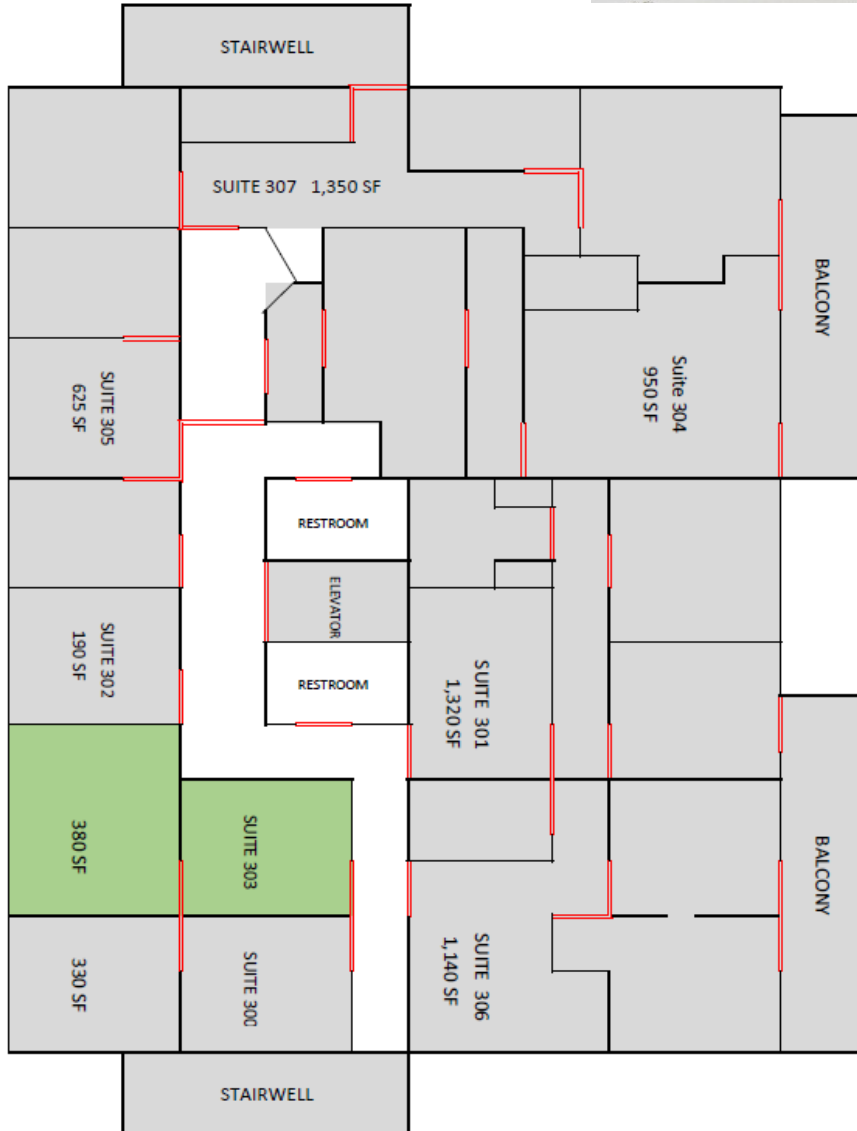 STAIRWELL
SUITE 307 1,350 SF
BALCONY
Suite 304
950 SF
SUITE 305
625 SF
RESTROOM
ELEVATOR
SUITE 302
190 SF
RESTROOM
SUITE 301
1,320 SF
380 SF
SUITE 303
BALCONY
330 SF
SUITE 300
SUITE 306
1,140 SF
STAIRWELL